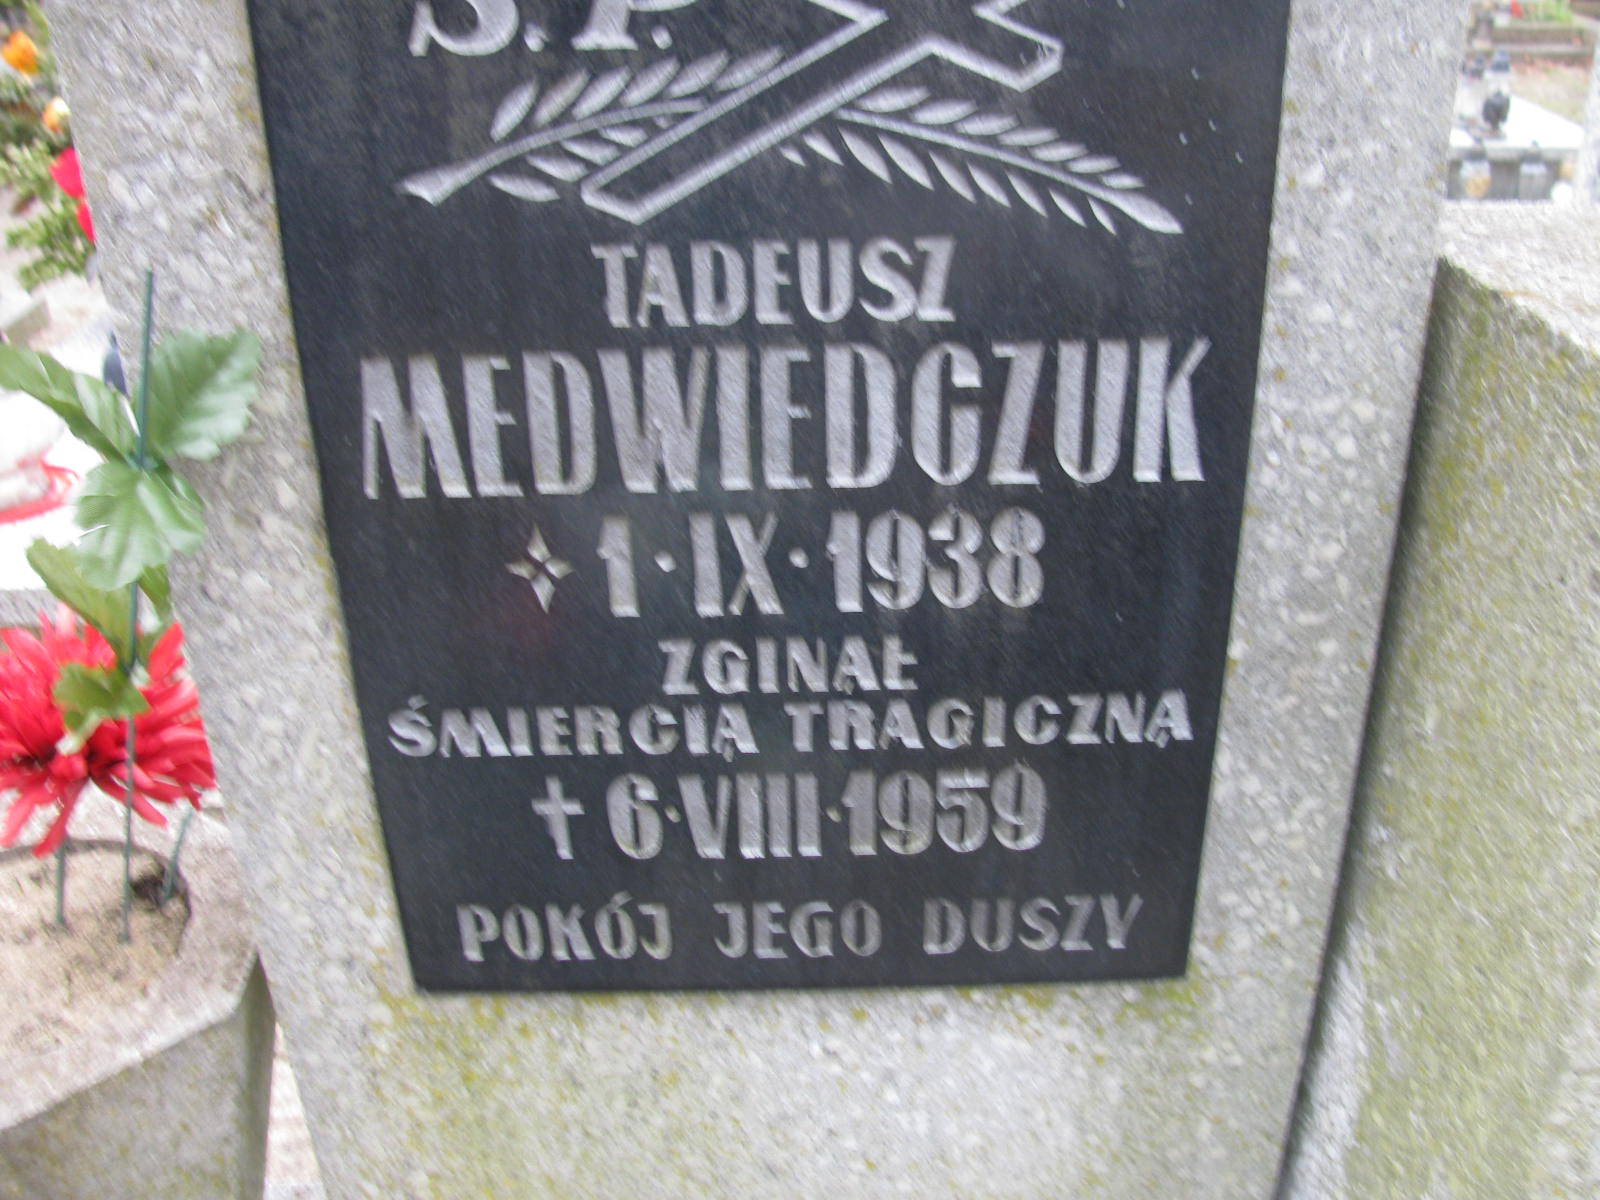 Ś.P.
TADEUSZ
MEDWIEDCZUK
1·IX·1938
ZGINĄŁ
ŚMIERCIĄ TRAGICZNĄ
† 6·VIII·1959
POKÓJ JEGO DUSZY